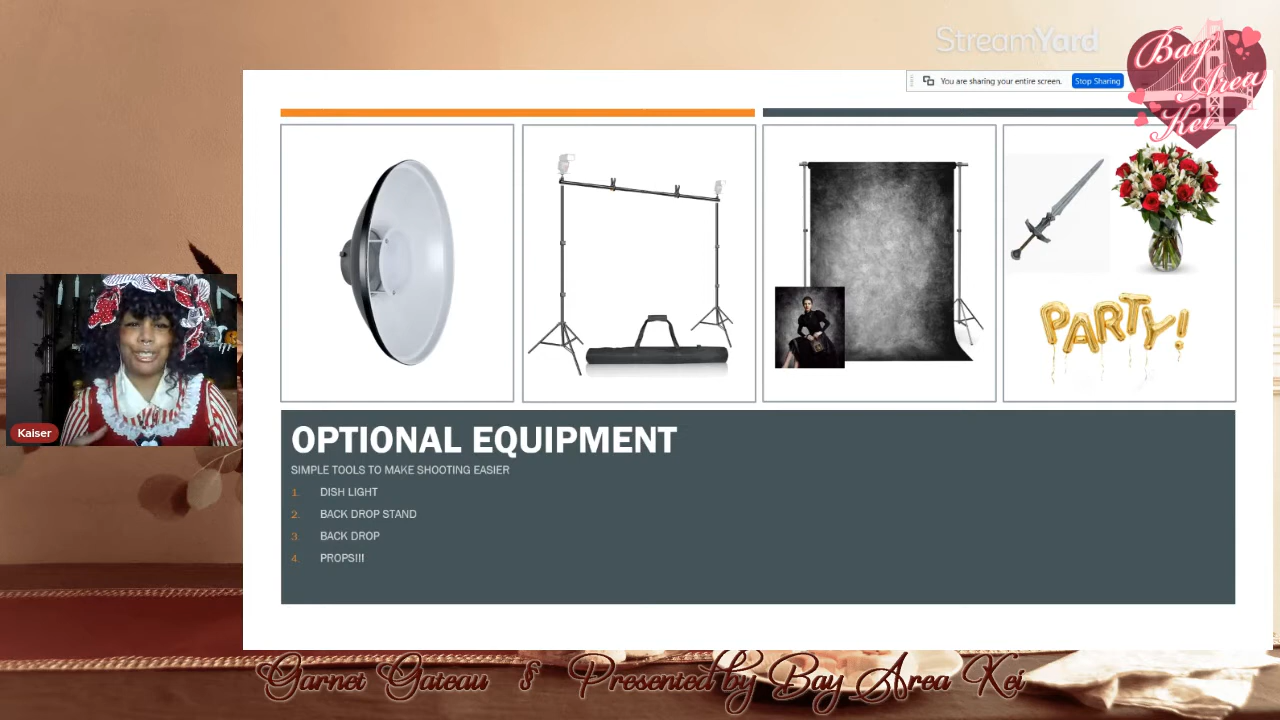 StreamYard
You are sharing your entire screen.
Stop Sharing
Bay
Area
Kei
PARTY!
Kaiser
OPTIONAL EQUIPMENT
SIMPLE TOOLS TO MAKE SHOOTING EASIER
1. DISH LIGHT
2. BACK DROP STAND
3. BACK DROP
4. PROPS!!!
Garnet Gateau § Presented by Bay Area Kei